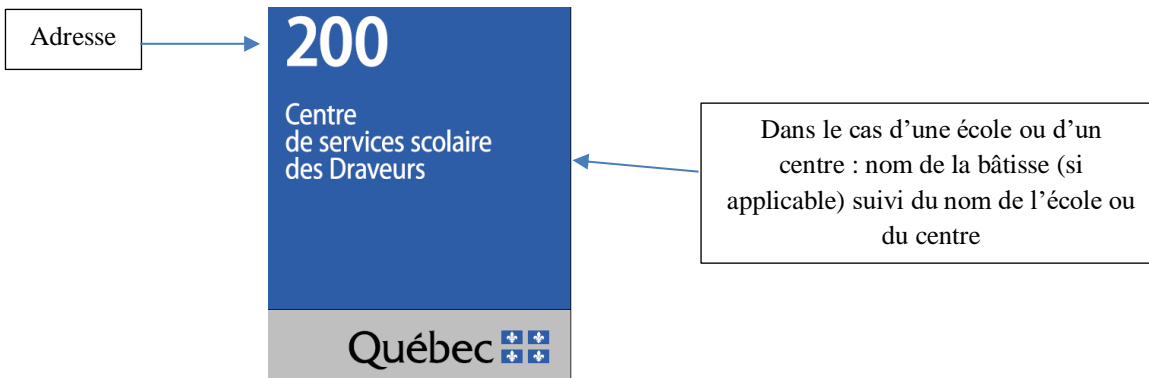 Adresse
200
Centre
de services scolaire
des Draveurs
Dans le cas d’une école ou d’un
centre : nom de la bâtisse (si
applicable) suivi du nom de l’école ou
du centre
Québec